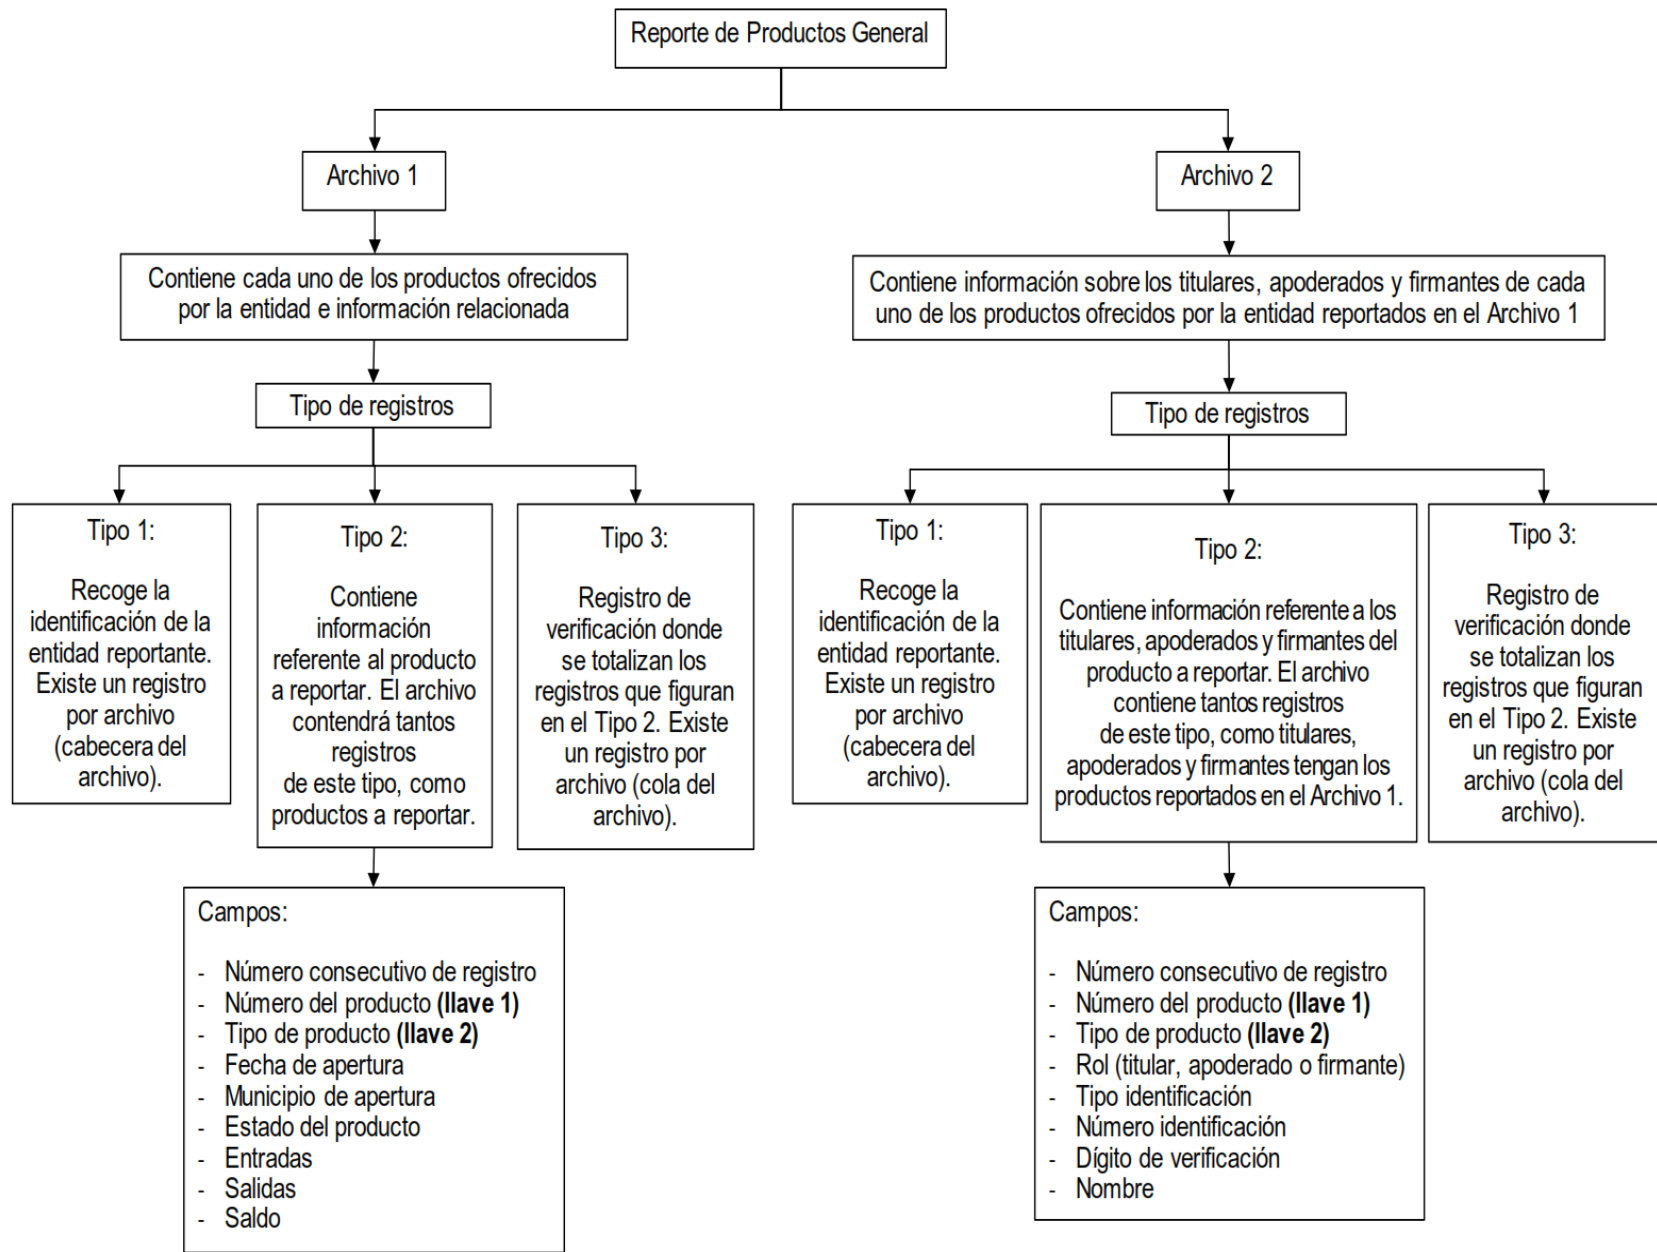 Reporte de Productos General
Archivo 1
Archivo 2
Contiene cada uno de los productos ofrecidos
por la entidad e información relacionada
Contiene información sobre los titulares, apoderados y firmantes de cada
uno de los productos ofrecidos por la entidad reportados en el Archivo 1
Tipo de registros
Tipo de registros
Tipo 1:
Recoge la
identificación de la
entidad reportante.
Existe un registro
por archivo
(cabecera del
archivo).
Tipo 2:
Contiene
información
referente al producto
a reportar. El archivo
contendrá tantos
registros
de este tipo, como
productos a reportar.
Tipo 3:
Registro de
verificación donde
se totalizan los
registros que figuran
en el Tipo 2. Existe
un registro por
archivo (cola del
archivo).
Tipo 1:
Recoge la
identificación de la
entidad reportante.
Existe un registro
por archivo
(cabecera del
archivo).
Tipo 2:
Contiene información referente a los
titulares, apoderados y firmantes del
producto a reportar. El archivo
contiene tantos registros
de este tipo, como titulares,
apoderados y firmantes tengan los
productos reportados en el Archivo 1.
Tipo 3:
Registro de
verificación donde
se totalizan los
registros que figuran
en el Tipo 2. Existe
un registro por
archivo (cola del
archivo).
Campos:
- Número consecutivo de registro
- Número del producto (llave 1)
- Tipo de producto (llave 2)
- Fecha de apertura
- Municipio de apertura
- Estado del producto
- Entradas
- Salidas
- Saldo
Campos:
- Número consecutivo de registro
- Número del producto (llave 1)
- Tipo de producto (llave 2)
- Rol (titular, apoderado o firmante)
- Tipo identificación
- Número identificación
- Dígito de verificación
- Nombre